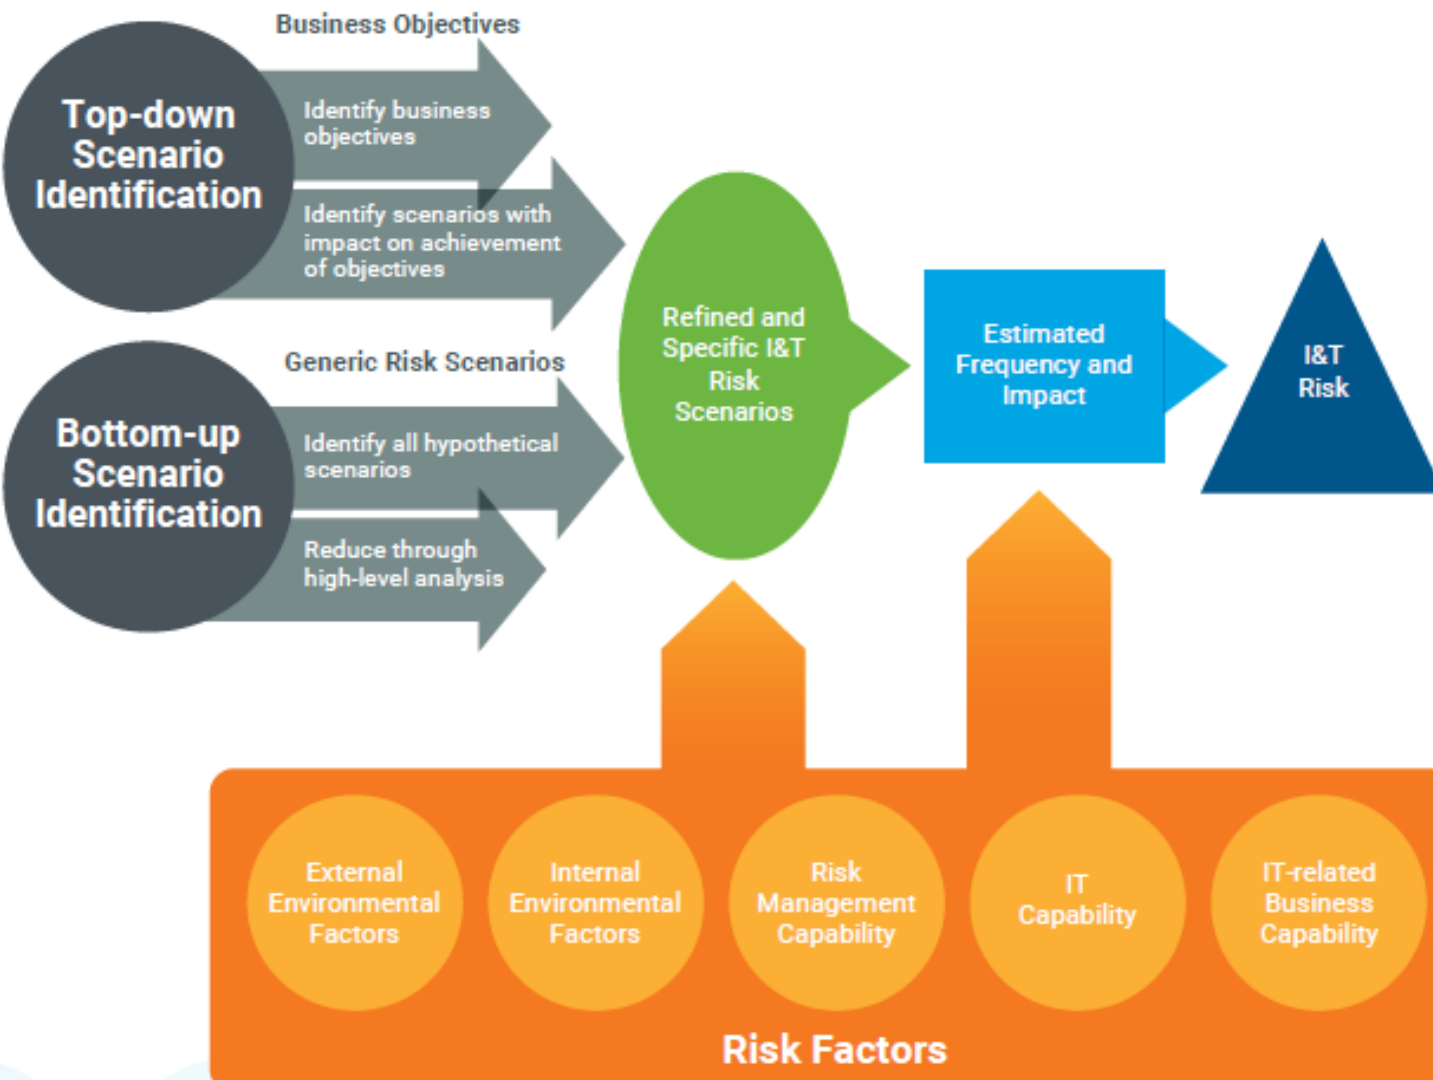 Business Objectives
Top-down
Scenario
Identification
Identify business
objectives
Identify scenarios with
impact on achievement
of objectives
Generic Risk Scenarios
Bottom-up
Scenario
Identification
Identify all hypothetical
scenarios
Reduce through
high-level analysis
Refined and
Specific I&T
Risk
Scenarios
Estimated
Frequency and
Impact
I&T
Risk
External
Environmental
Factors
Internal
Environmental
Factors
Risk
Management
Capability
IT
Capability
IT-related
Business
Capability
Risk Factors